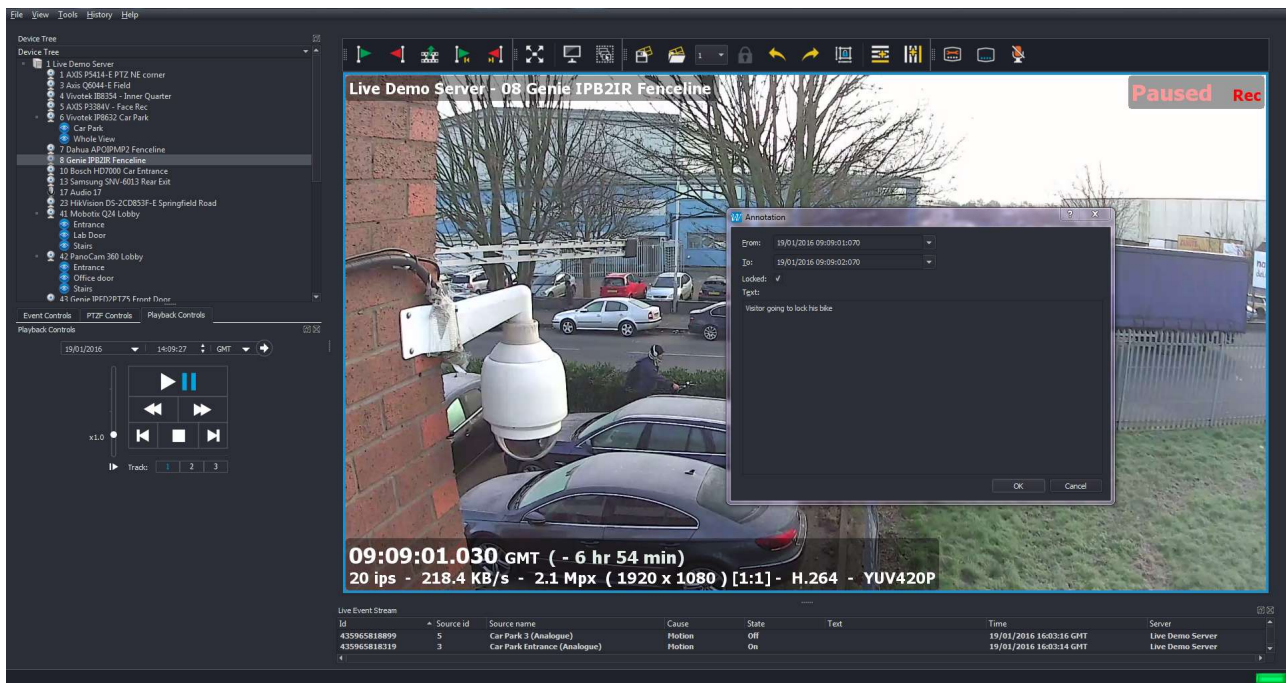 File View Tools History Help
Device Tree
Device Tree
1 Live Demo Server
1 AXIS P5414-E PTZ NE corner
3 Axis Q6044-E Field
4 Vivotek IB8354 - Inner Quarter
5 AXIS P3384V - Face Rec
6 Vivotek IP8632 Car Park
Car Park
Whole View
7 Dahua APOIPMP2 Fenceline
8 Genie IPB2IR Fenceline
10 Bosch HD7000 Car Entrance
13 Samsung SNV-6013 Rear Exit
17 Audio 17
23 HikVision DS-2CD853F-E Springfield Road
41 Mobotix Q24 Lobby
Entrance
Lab Door
Stairs
42 PanoCam 360 Lobby
Entrance
Office door
Stairs
43 Genie IPFD2PTZ5 Front Door
Event Controls PTZF Controls Playback Controls
Playback Controls
19/01/2016 14:09:27 GMT
x1.0
Track: 1 2 3
1
Live Demo Server - 08 Genie IPB2IR Fenceline
Paused Rec
Annotation
From: 19/01/2016 09:09:01:070
To: 19/01/2016 09:09:02:070
Locked:
Text:
Visitor going to lock his bike
OK Cancel
09:09:01.030 GMT ( - 6 hr 54 min)
20 ips - 218.4 KB/s - 2.1 Mpx ( 1920 x 1080 ) [1:1] - H.264 - YUV420P
Live Event Stream
Id Source id Source name Cause State Text Time Server
435965818899 5 Car Park 3 (Analogue) Motion Off 19/01/2016 16:03:16 GMT Live Demo Server
435965818319 3 Car Park Entrance (Analogue) Motion On 19/01/2016 16:03:14 GMT Live Demo Server